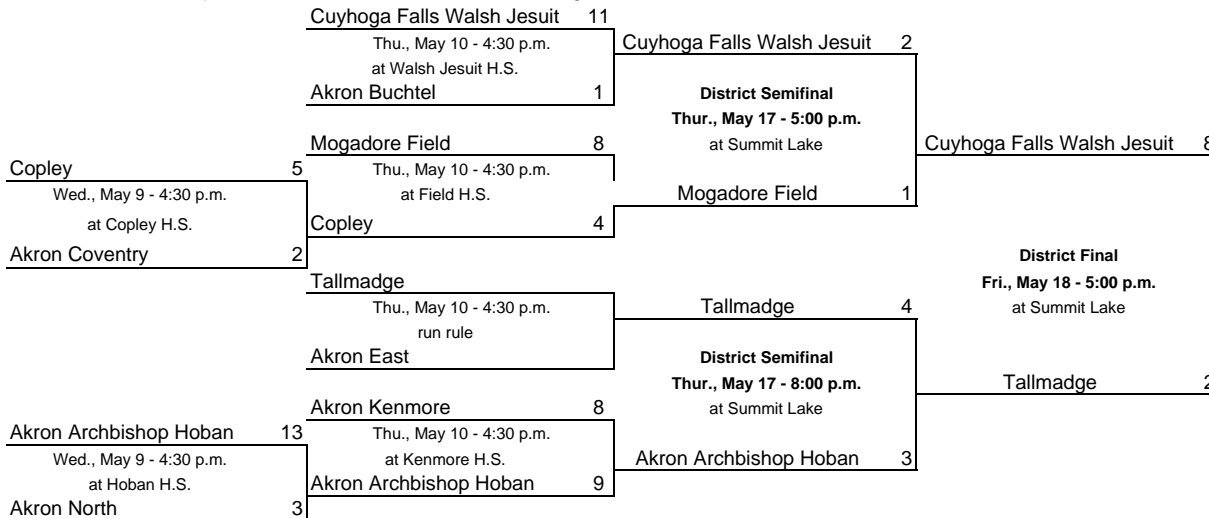 Cuyhoga Falls Walsh Jesuit 11
Thu., May 10 - 4:30 p.m.
at Walsh Jesuit H.S.
Akron Buchtel 1
Cuyhoga Falls Walsh Jesuit 2
District Semifinal
Thur., May 17 - 5:00 p.m.
at Summit Lake
Mogadore Field 1
Mogadore Field 8
Thu., May 10 - 4:30 p.m.
at Field H.S.
Copley 4
Copley 5
Wed., May 9 - 4:30 p.m.
at Copley H.S.
Akron Coventry 2
Cuyhoga Falls Walsh Jesuit 8
District Final
Fri., May 18 - 5:00 p.m.
at Summit Lake
Tallmadge 2
Tallmadge
Thu., May 10 - 4:30 p.m.
run rule
Akron East
Tallmadge 4
District Semifinal
Thur., May 17 - 8:00 p.m.
at Summit Lake
Akron Archbishop Hoban 3
Akron Kenmore 8
Thu., May 10 - 4:30 p.m.
at Kenmore H.S.
Akron Archbishop Hoban 9
Akron Archbishop Hoban 13
Wed., May 9 - 4:30 p.m.
at Hoban H.S.
Akron North 3